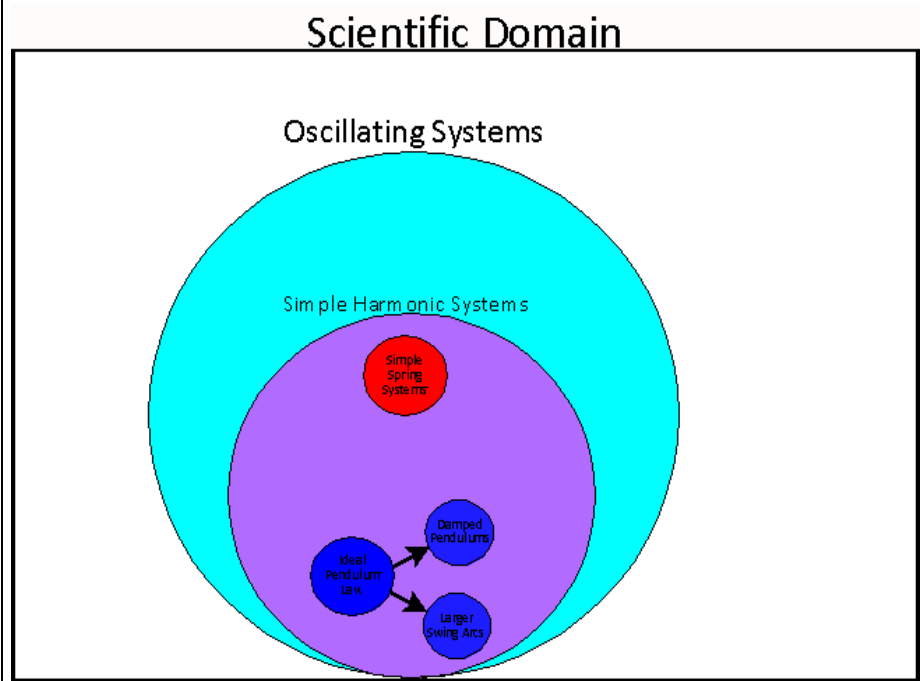 Scientific Domain
Oscillating Systems
Simple Harmonic Systems
Simple
Spring
Systems
Damped
Pendulums
Ideal
Pendulum
Law
Larger
Swing Arcs